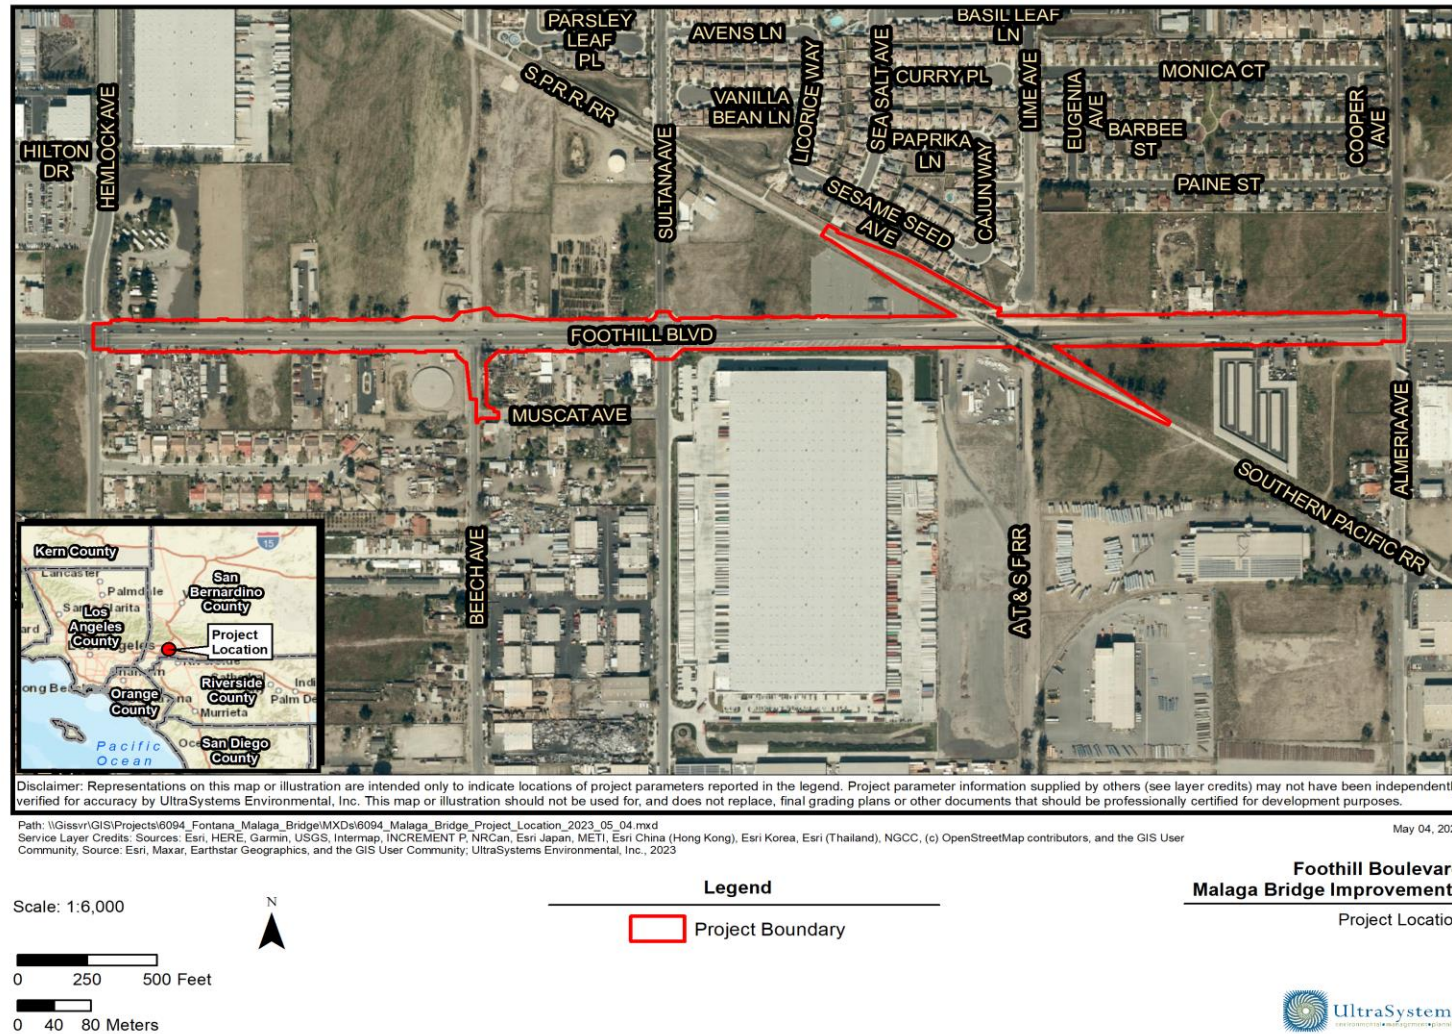 PARSLEY
LEAF
PL
AVENS LN
BASIL LEAF
LN
S.P.R.R. RR
VANILLA
BEAN LN
LICORICE WAY
SEA SALT AVE
CURRY PL
LIME AVE
MONICA CT
EUGENIA
AVE
BARBEE
ST
COOPER
AVE
HILTON
DR
HEMLOCK AVE
SULTANA AVE
PAPRIKA
LN
CAJUN WAY
PAINE ST
SESAME SEED
AVE
FOOTHILL BLVD
MUSCAT AVE
ALMERIA AVE
SOUTHERN PACIFIC RR
BEECH AVE
A T & S F RR
Kern County
15
Lancaster
Palmdale
San
Bernardino
County
Los
Angeles
County
Project
Location
Orange
County
Riverside
County
Murrieta
San Diego
County
Pacific
Ocean
Disclaimer: Representations on this map or illustration are intended only to indicate locations of project parameters reported in the legend. Project parameter information supplied by others (see layer credits) may not have been independentl
verified for accuracy by UltraSystems Environmental, Inc. This map or illustration should not be used for, and does not replace, final grading plans or other documents that should be professionally certified for development purposes.
Path: \\Gissvr\GIS\Projects\6094_Fontana_Malaga_Bridge\MXDs\6094_Malaga_Bridge_Project_Location_2023_05_04.mxd
Service Layer Credits: Sources: Esri, HERE, Garmin, USGS, Intermap, INCREMENT P, NRCan, Esri Japan, METI, Esri China (Hong Kong), Esri Korea, Esri (Thailand), NGCC, (c) OpenStreetMap contributors, and the GIS User
Community, Source: Esri, Maxar, Earthstar Geographics, and the GIS User Community; UltraSystems Environmental, Inc., 2023
May 04, 202
Scale: 1:6,000
N
0 250 500 Feet
0 40 80 Meters
Legend
Project Boundary
Foothill Boulevar
Malaga Bridge Improvement
Project Locatio
UltraSystem